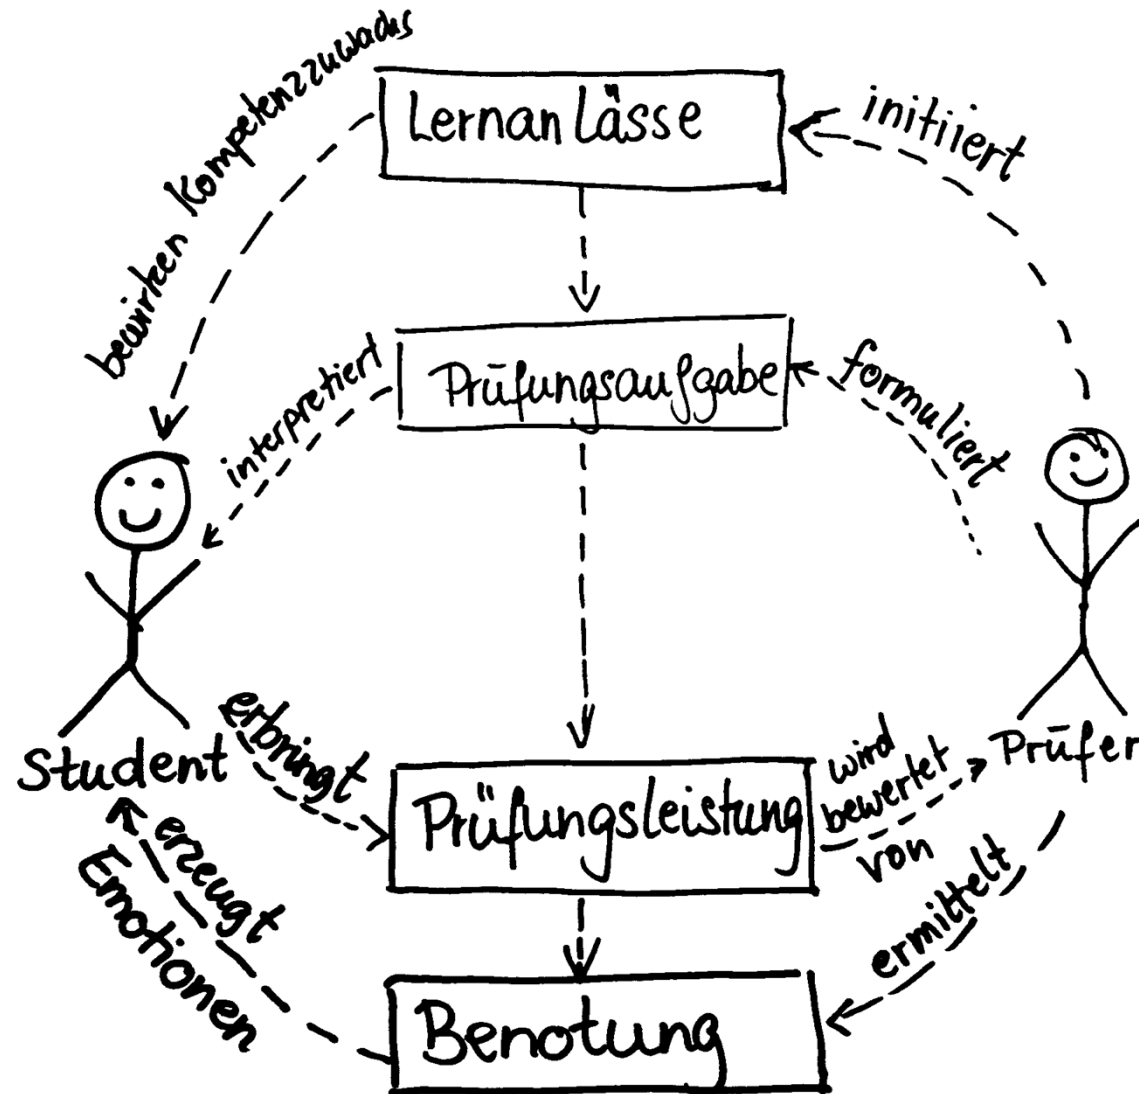 bewirken Kompetenzzuwachs
Lernanlässe
initiiert
interpretiert
Prüfungsaufgabe
formuliert
Student
erbringt
Prüfungsleistung
wird
bewertet
von
Prüfer
erzeugt
Emotionen
Benotung
ermittelt